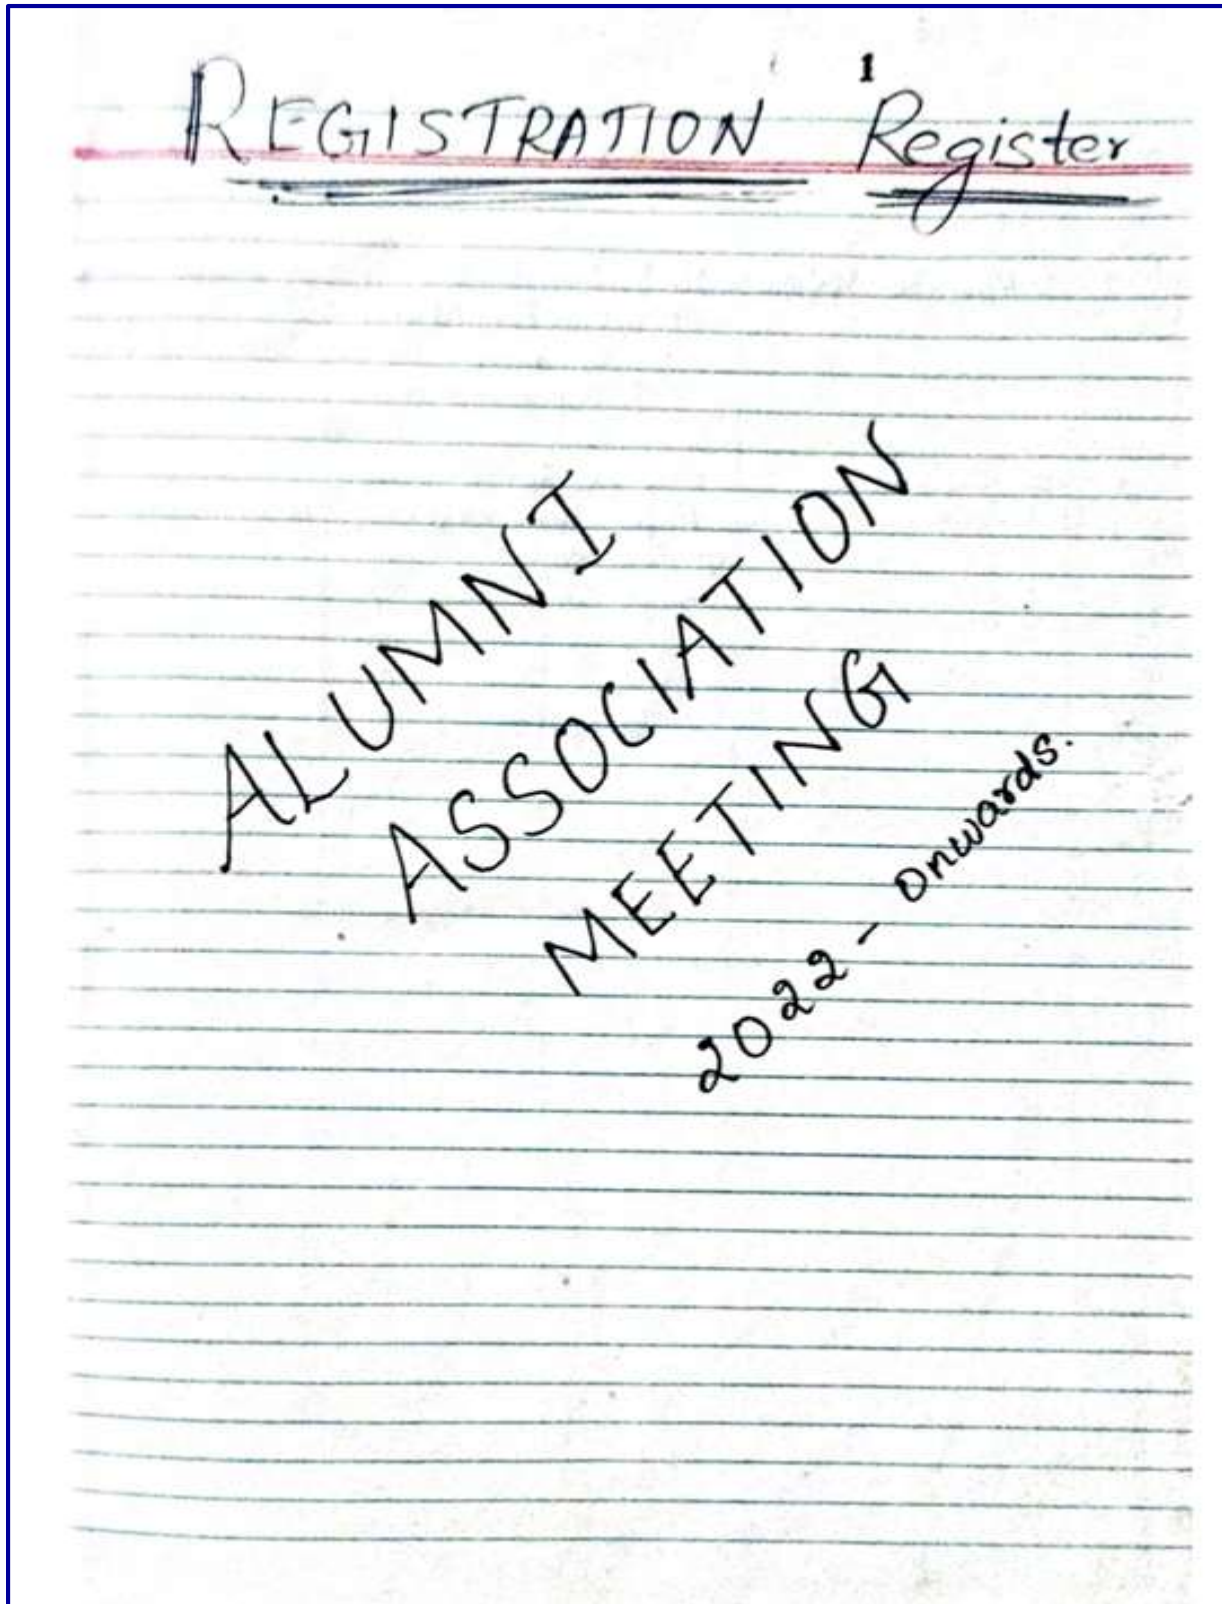 1
REGISTRATION Register
ALUMNI
ASSOCIATION
MEETING
2022 - Onwards.